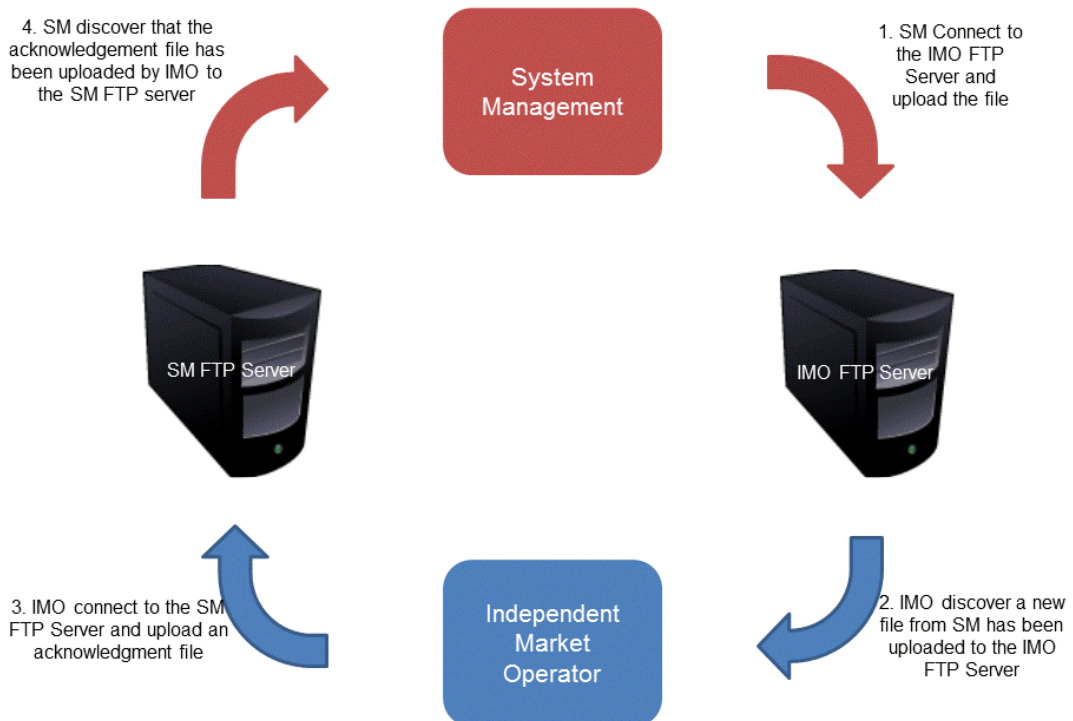 4. SM discover that the
acknowledgement file has
been uploaded by IMO to
the SM FTP server
System
Management
1. SM Connect to
the IMO FTP
Server and
upload the file
SM FTP Server
IMO FTP Server
3. IMO connect to the SM
FTP Server and upload an
acknowledgment file
Independent
Market
Operator
2. IMO discover a new
file from SM has been
uploaded to the IMO
FTP Server